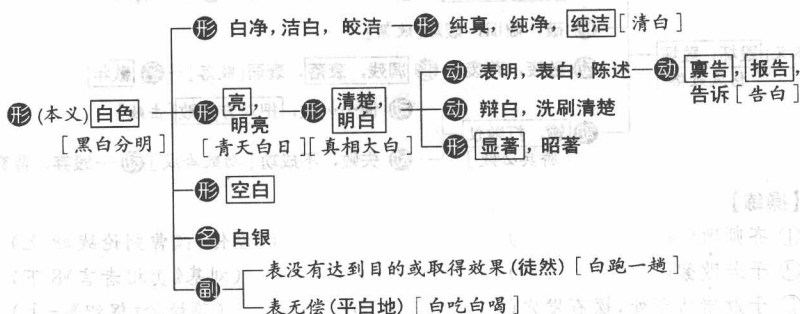 形 白净，洁白，皎洁 — 形 纯真，纯净，纯洁［清白］
动 表明，表白，陈述 — 动 禀告，报告，
告诉［告白］
形 (本义) 白色
［黑白分明］
形 亮，
明亮
［青天白日］
形 清楚，
明白
［真相大白］
动 辩白，洗刷清楚
形 显著，昭著
形 空白
名 白银
副
表没有达到目的或取得效果(徒然)［白跑一趟］
表无偿(平白地)［白吃白喝］